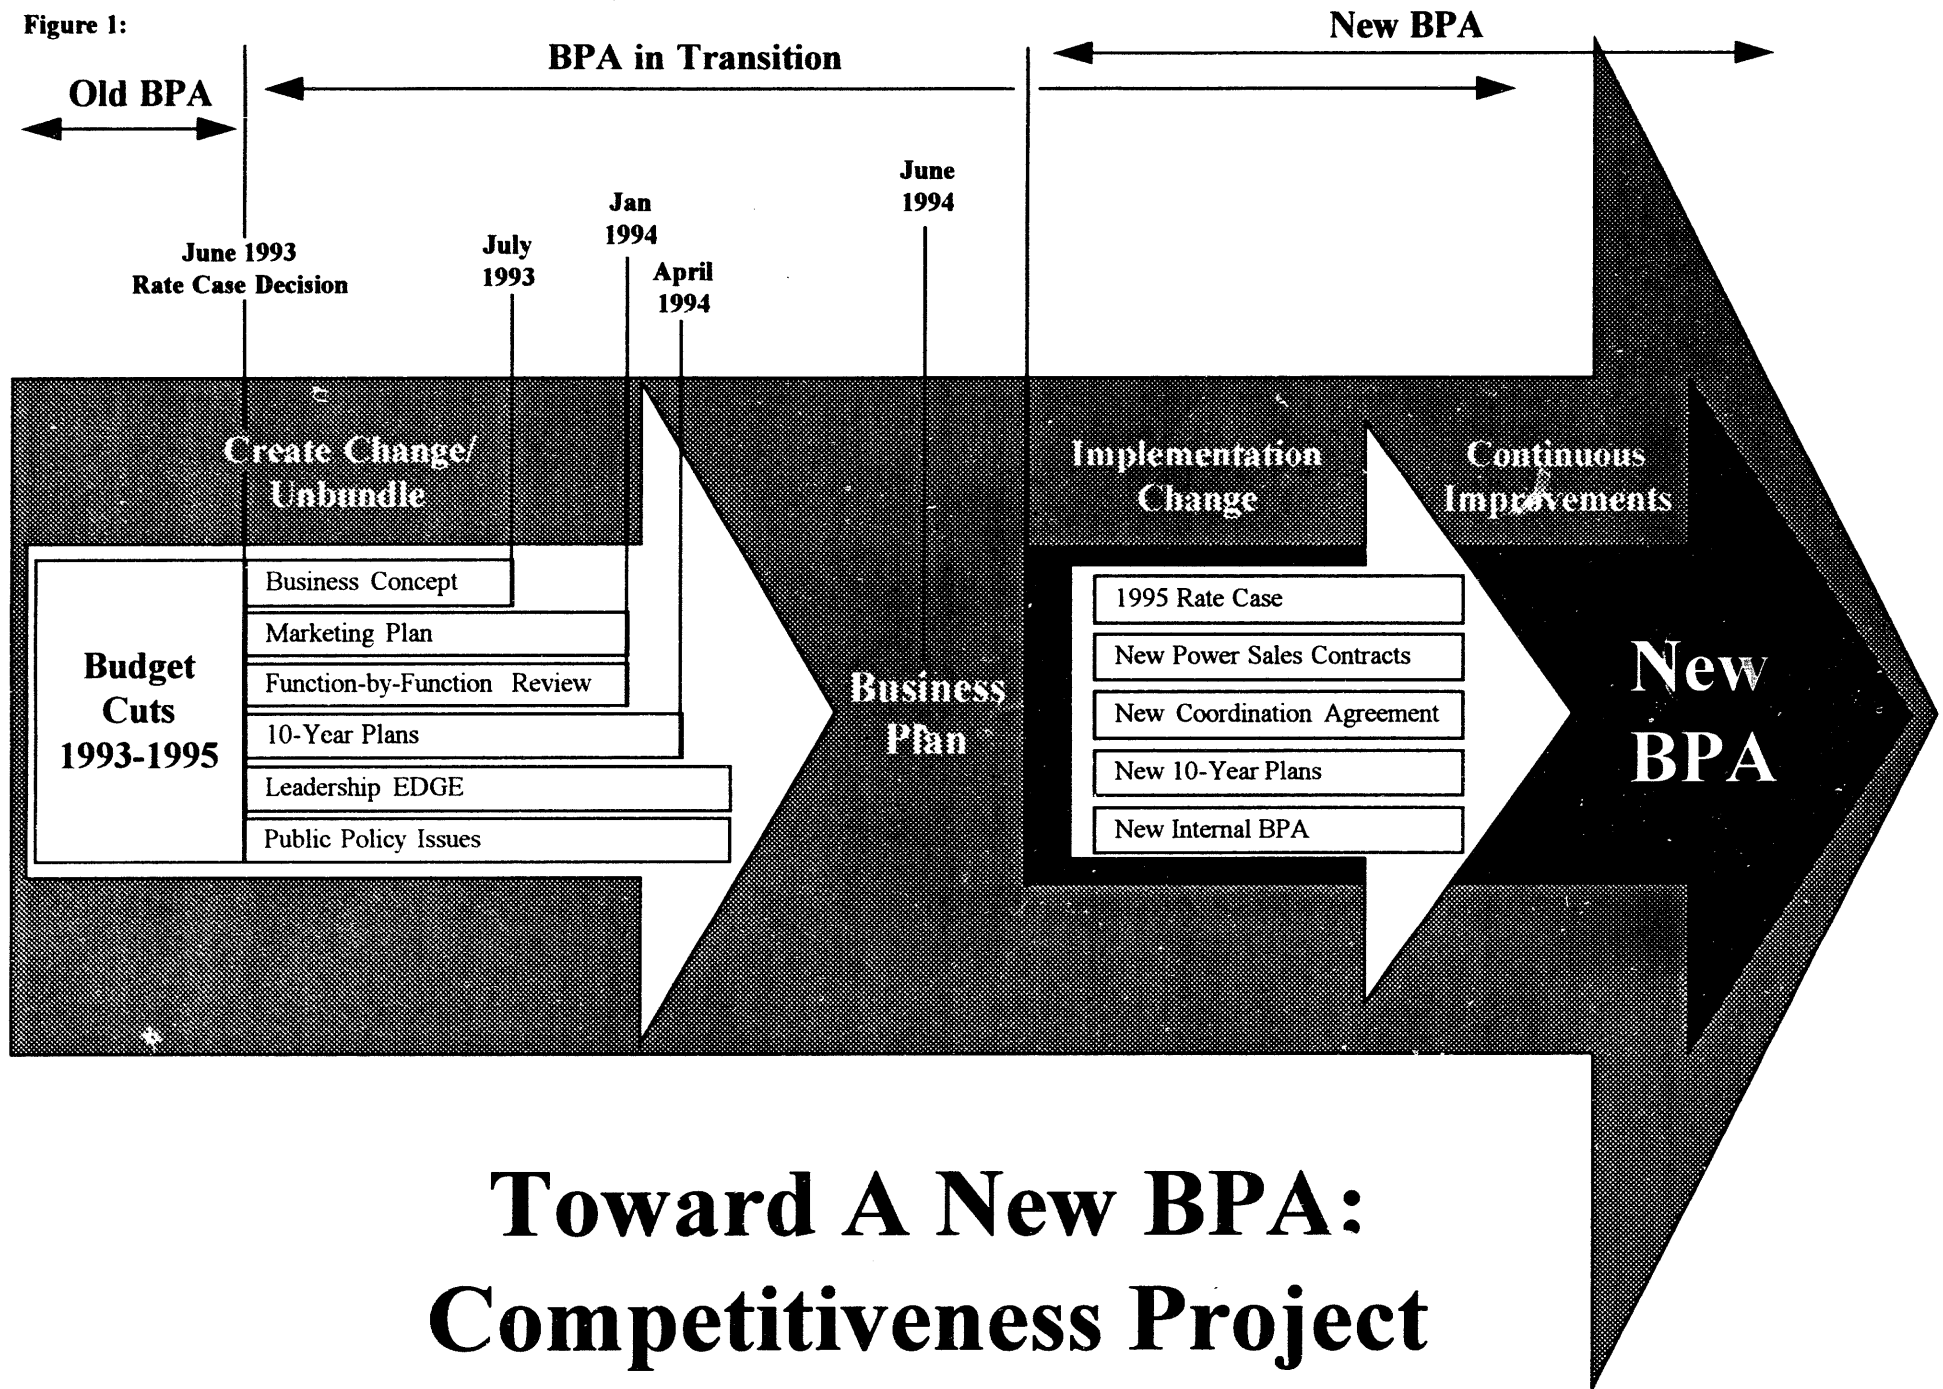 Figure 1:
New BPA
BPA in Transition
Old BPA
June
1994
Jan
1994
July
1993
June 1993
Rate Case Decision
April
1994
Create Change/
Unbundle
Implementation
Change
Continuous
Improvements
Budget
Cuts
1993-1995
Business Concept
Marketing Plan
Function-by-Function Review
10-Year Plans
Leadership EDGE
Public Policy Issues
Business
Plan
1995 Rate Case
New Power Sales Contracts
New Coordination Agreement
New 10-Year Plans
New Internal BPA
New
BPA
Toward A New BPA:
Competitiveness Project